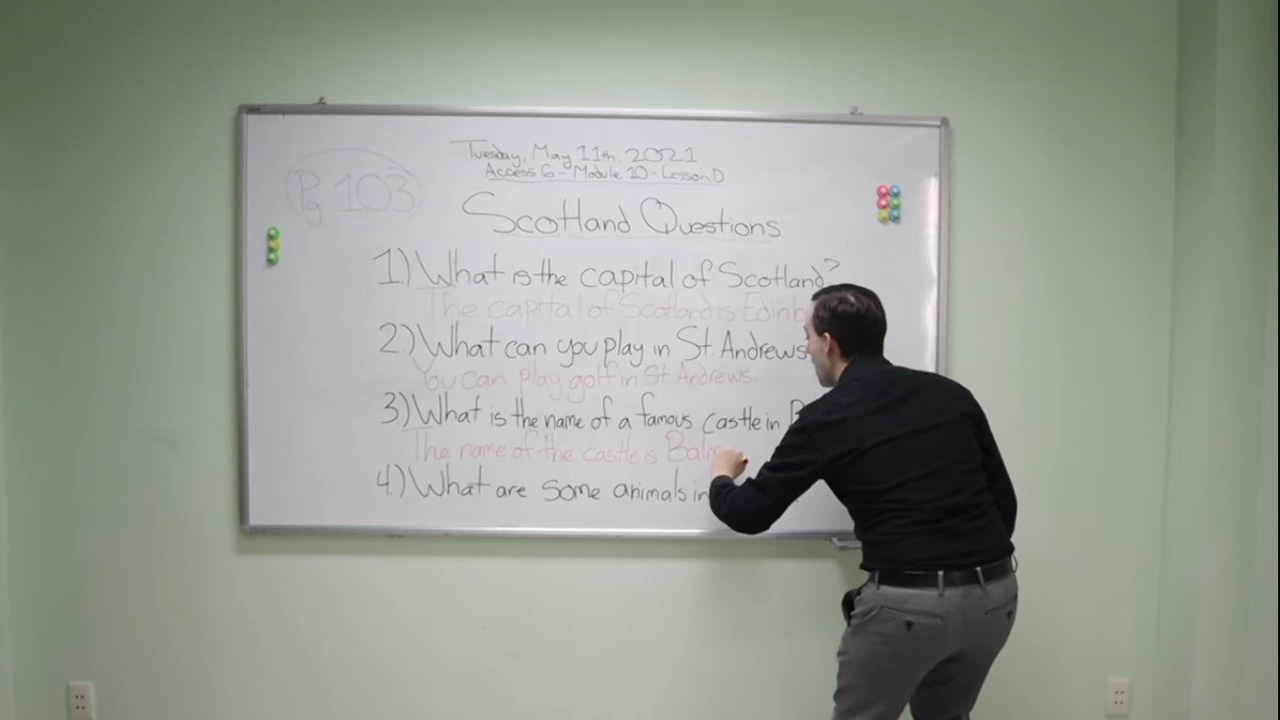 Pg 103
Tuesday, May 11th, 2021
Access 6 - Module 10 - Lesson D
Scotland Questions
1) What is the capital of Scotland?
The capital of Scotland is Edinb
2) What can you play in St. Andrews
You can play golf in St. Andrews.
3) What is the name of a famous castle in
The name of the castle is Balm
4) What are some animals in